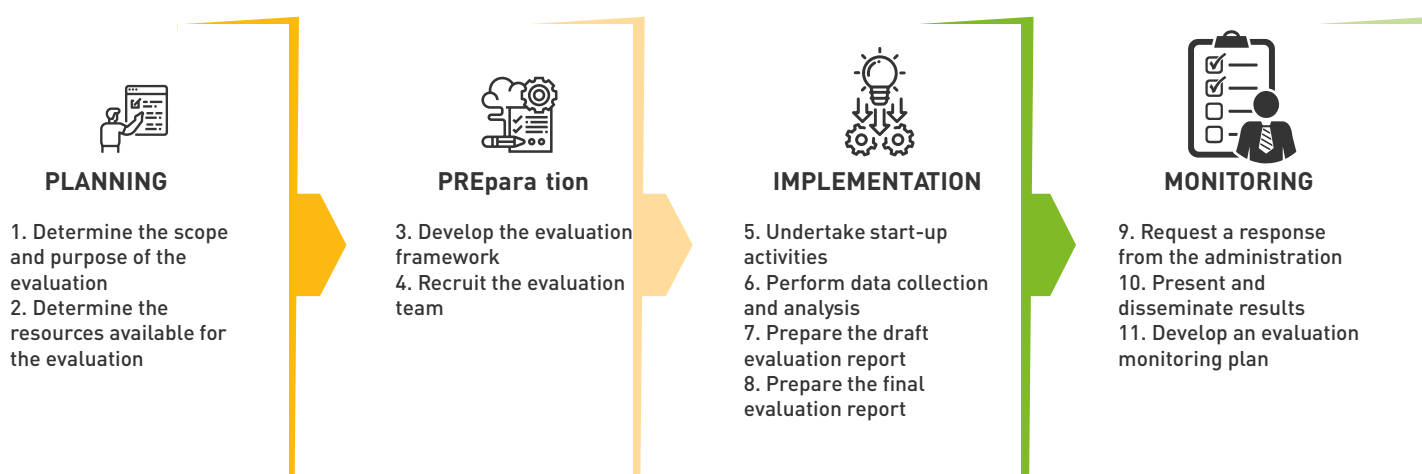 PLANNING
1. Determine the scope
and purpose of the
evaluation
2. Determine the
resources available for
the evaluation
PREpara tion
3. Develop the evaluation
framework
4. Recruit the evaluation
team
IMPLEMENTATION
5. Undertake start-up
activities
6. Perform data collection
and analysis
7. Prepare the draft
evaluation report
8. Prepare the final
evaluation report
MONITORING
9. Request a response
from the administration
10. Present and
disseminate results
11. Develop an evaluation
monitoring plan